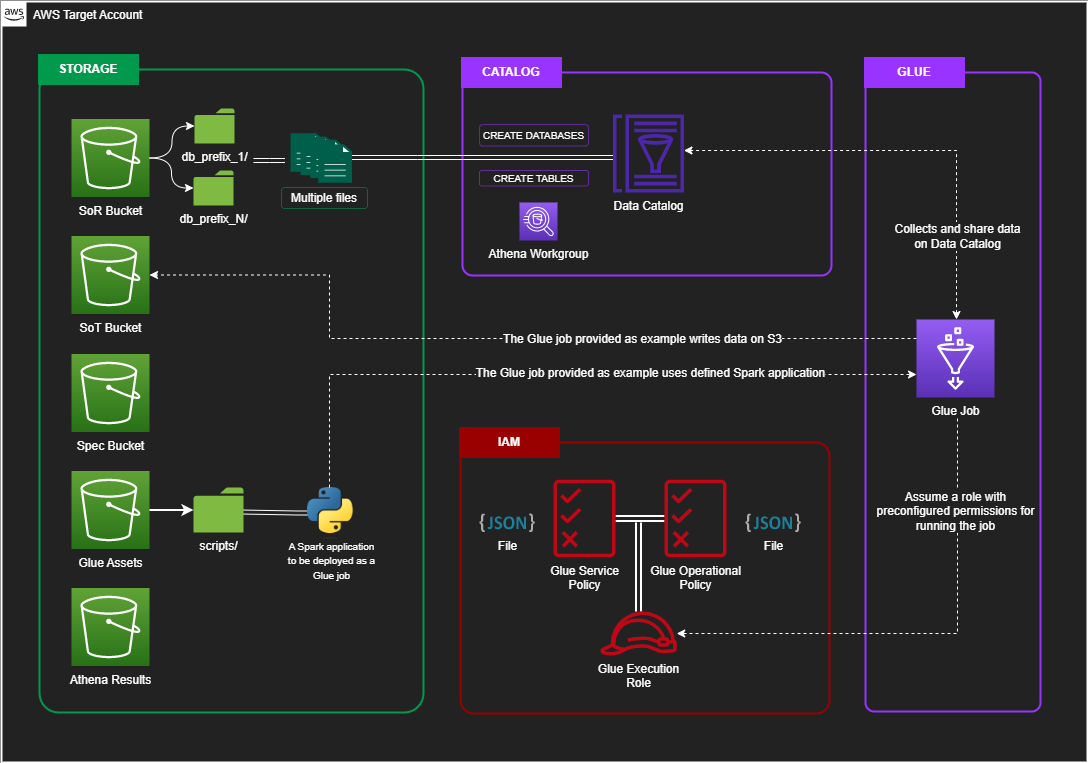 aws
AWS Target Account
STORAGE
SoR Bucket
db_prefix_1/
db_prefix_N/
Multiple files
SoT Bucket
Spec Bucket
Glue Assets
scripts/
A Spark application
to be deployed as a
Glue job
Athena Results
CATALOG
CREATE DATABASES
CREATE TABLES
Data Catalog
Athena Workgroup
GLUE
Collects and share data
on Data Catalog
The Glue job provided as example writes data on S3
The Glue job provided as example uses defined Spark application
Glue Job
Assume a role with
preconfigured permissions for
running the job
IAM
{JSON}
File
Glue Service
Policy
Glue Operational
Policy
{JSON}
File
Glue Execution
Role